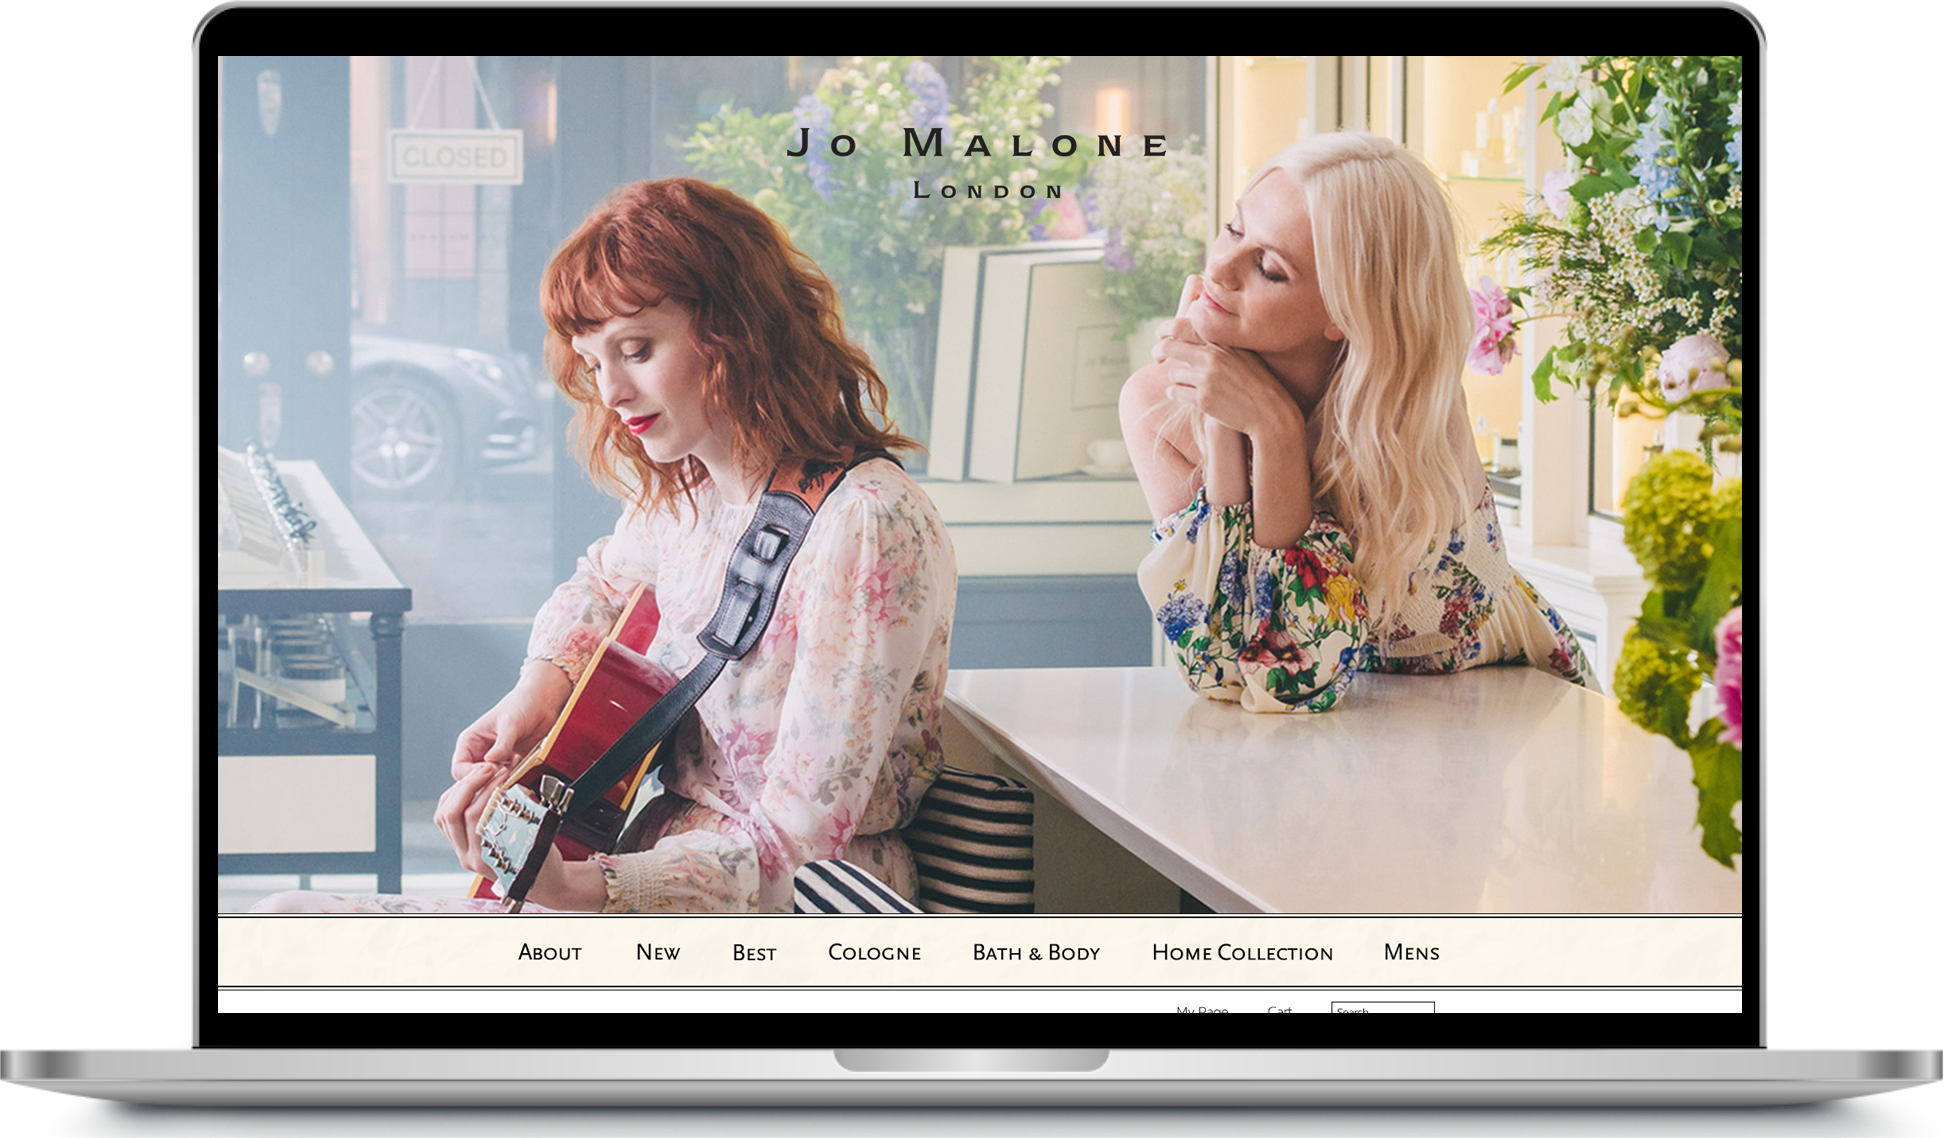 CLOSED
Jo Malone
London
About New Best Cologne Bath & Body Home Collection Mens
My Page Cart Search